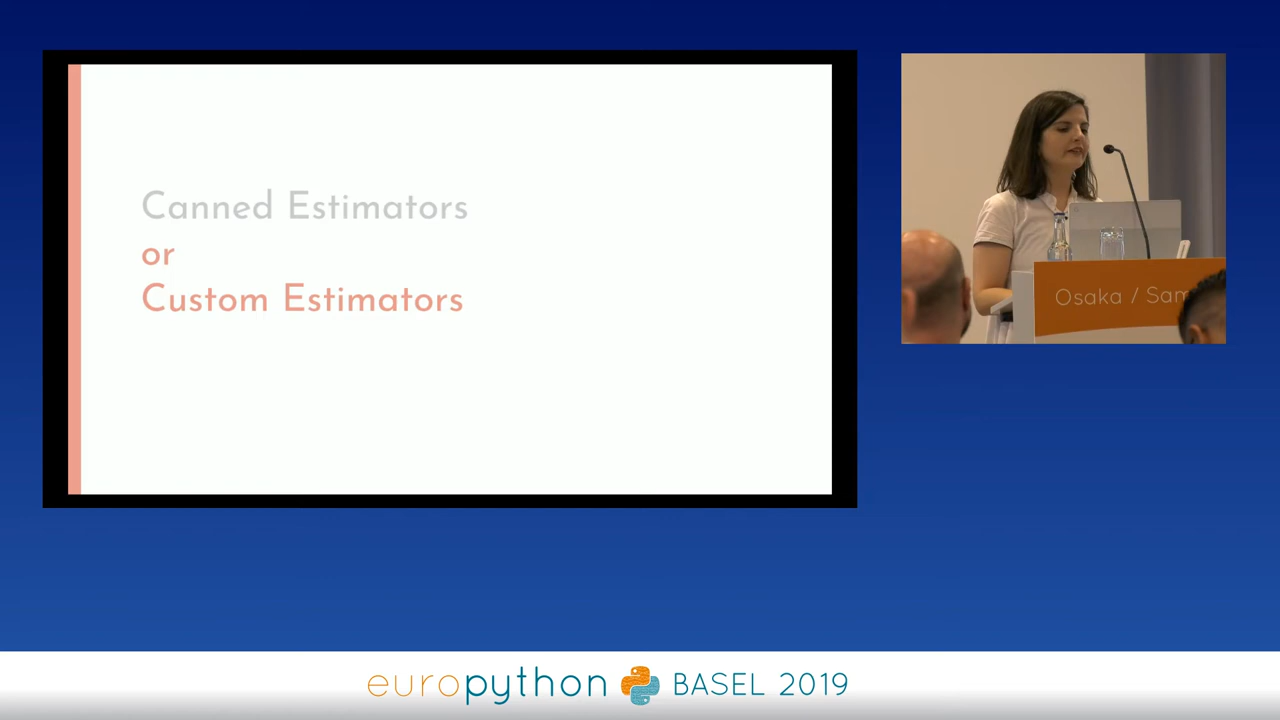 Canned Estimators
or
Custom Estimators
Osaka / Sam
europython BASEL 2019